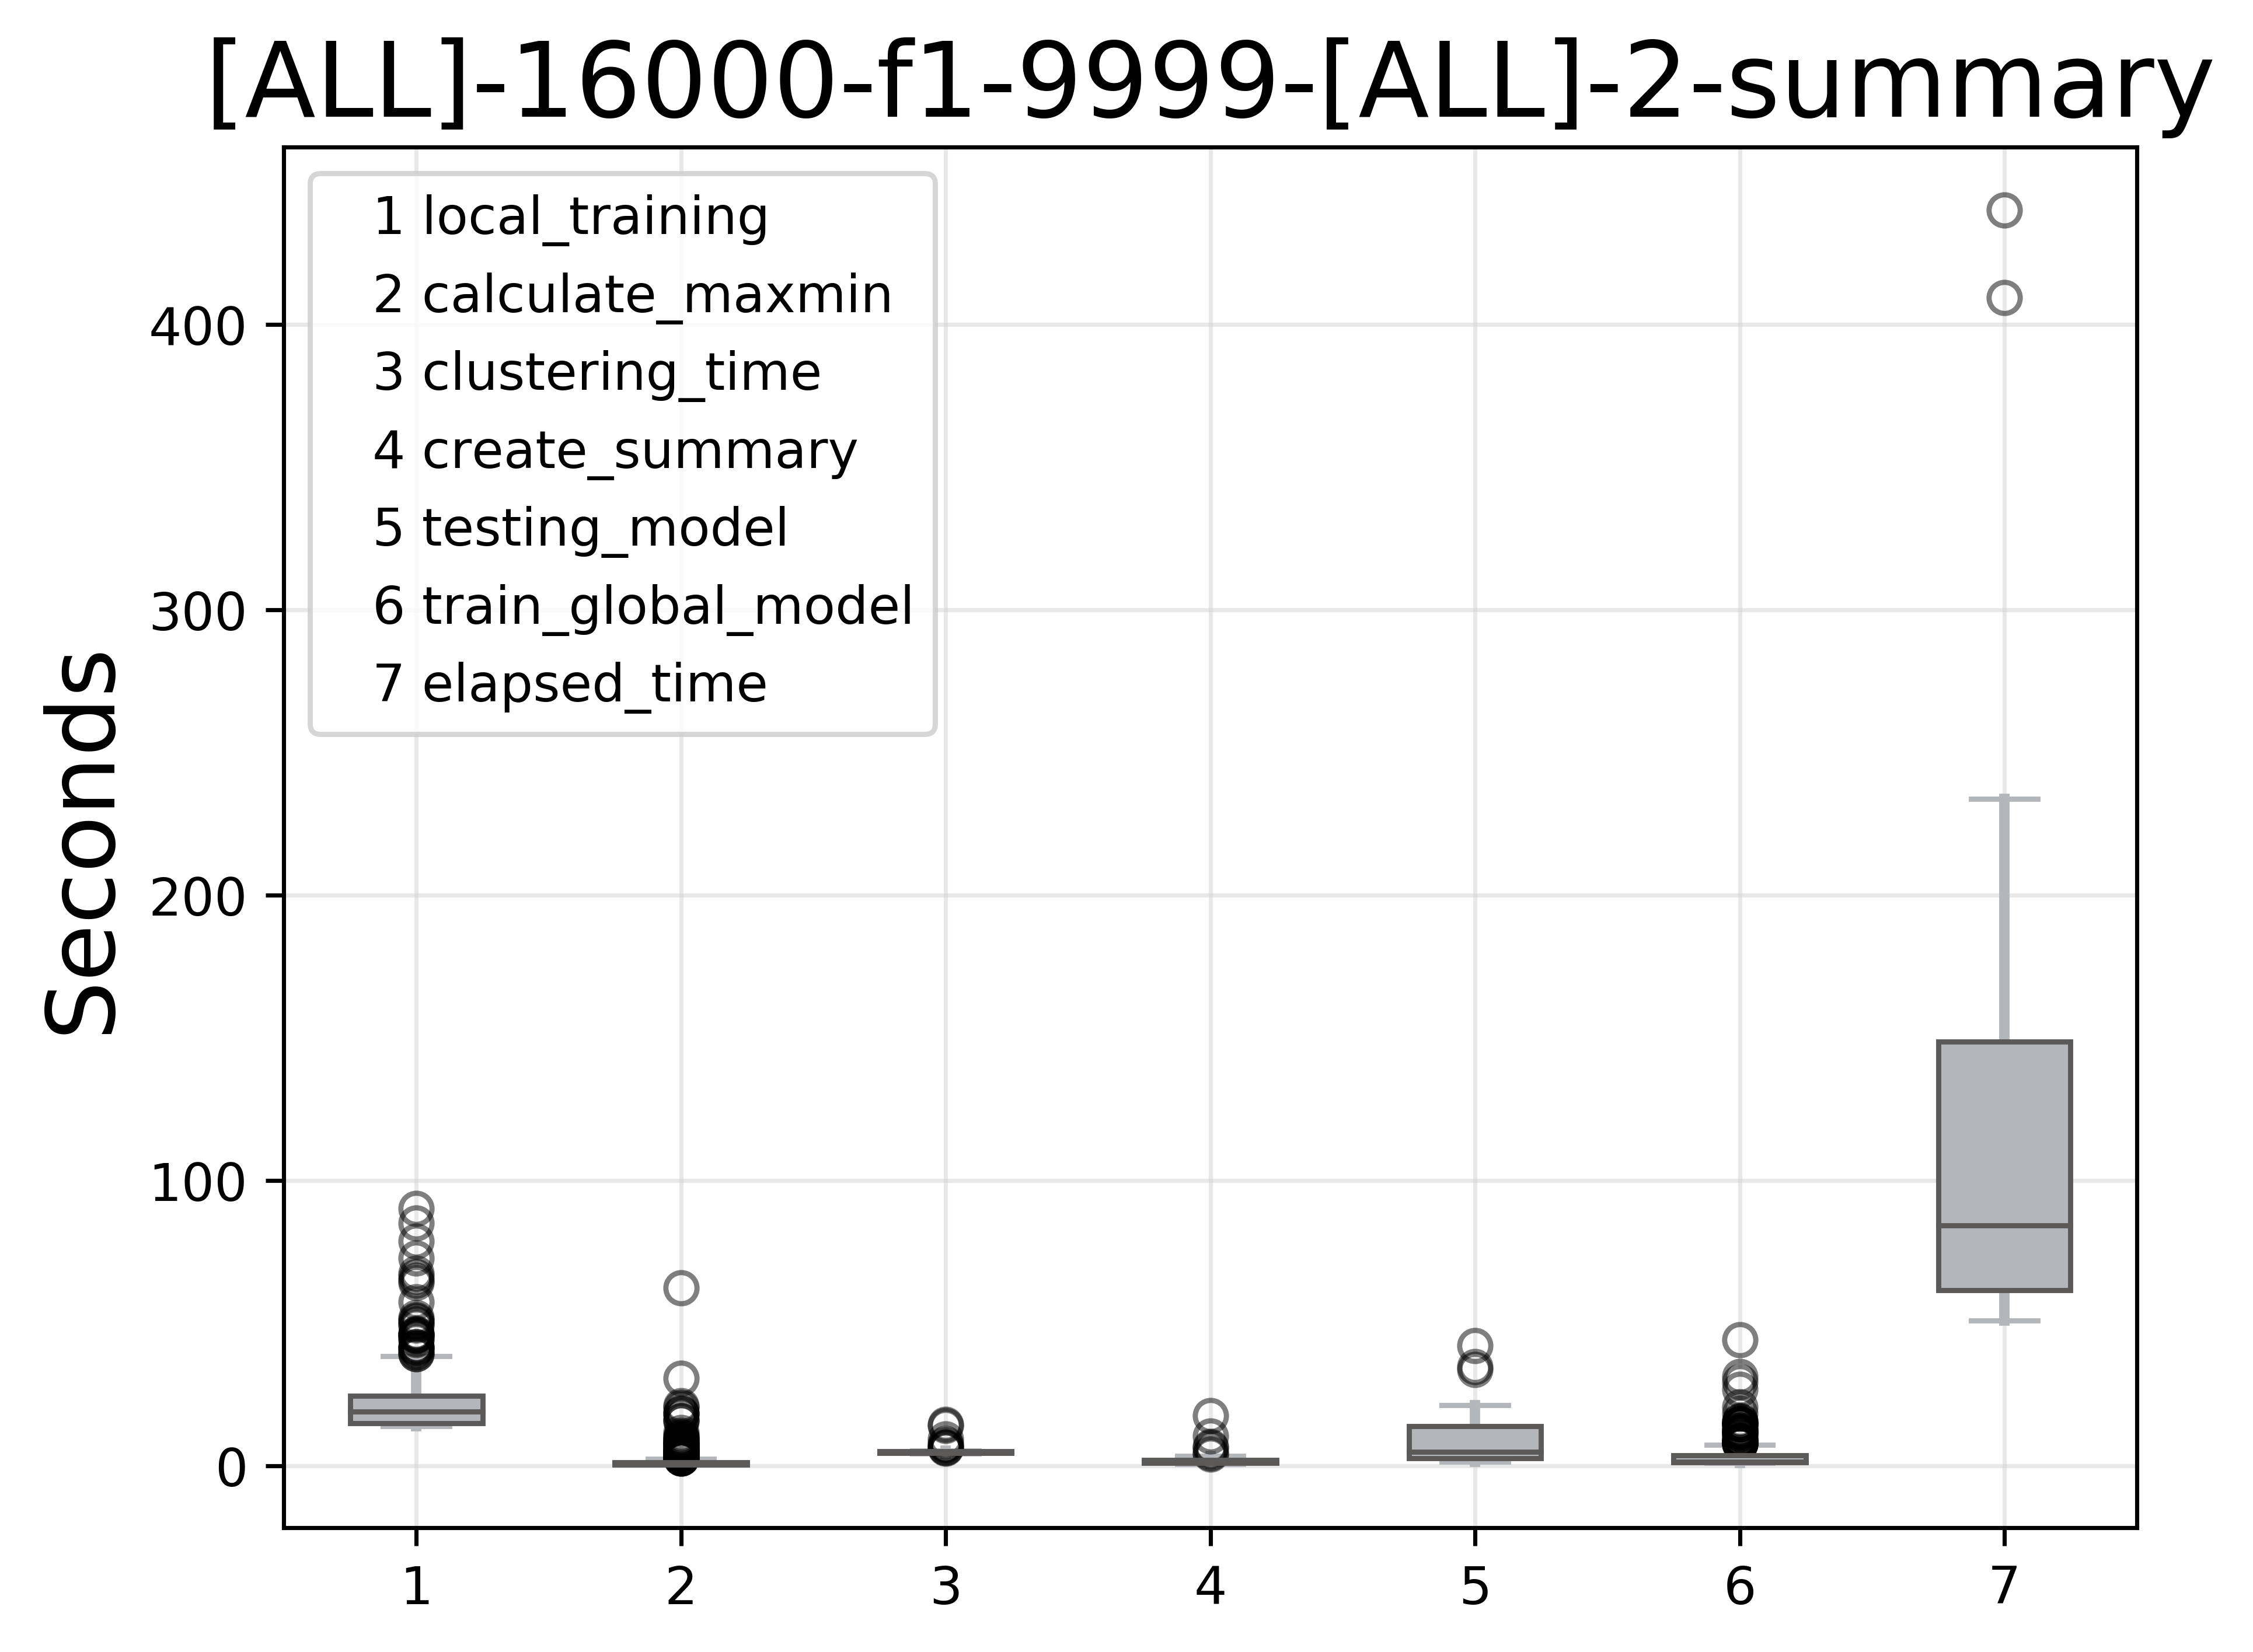 [ALL]-16000-f1-9999-[ALL]-2-summary
1 local_training
2 calculate_maxmin
3 clustering_time
4 create_summary
5 testing_model
6 train_global_model
7 elapsed_time
Seconds
400
300
200
100
0
1 2 3 4 5 6 7